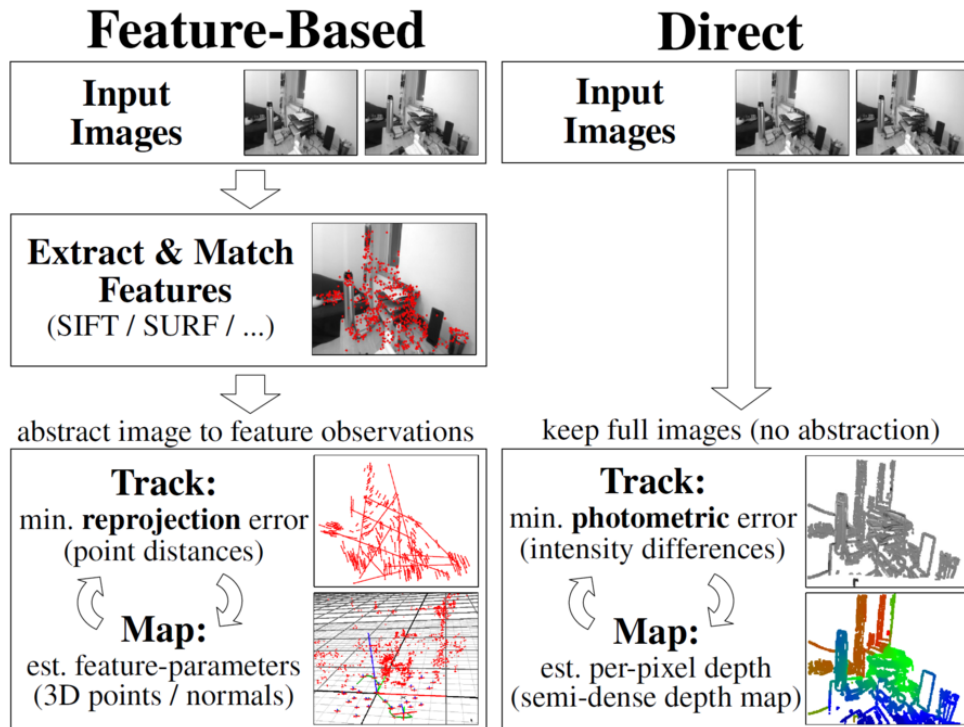 Feature-Based
Input
Images
Extract & Match
Features
(SIFT / SURF / ...)
abstract image to feature observations
Track:
min. reprojection error
(point distances)
Map:
est. feature-parameters
(3D points / normals)
Direct
Input
Images
keep full images (no abstraction)
Track:
min. photometric error
(intensity differences)
Map:
est. per-pixel depth
(semi-dense depth map)